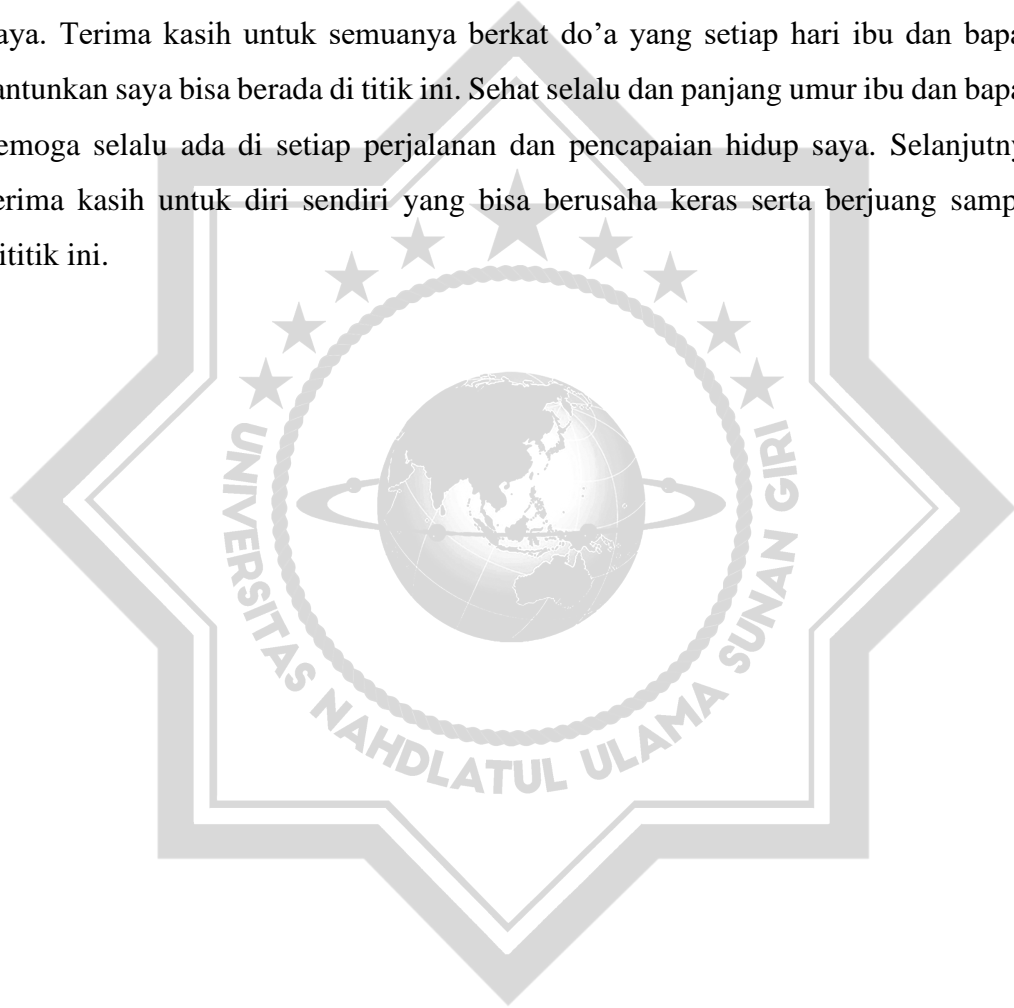 aya. Terima kasih untuk semuanya berkat do’a yang setiap hari ibu dan bapa
antunkan saya bisa berada di titik ini. Sehat selalu dan panjang umur ibu dan bapa
emoga selalu ada di setiap perjalanan dan pencapaian hidup saya. Selanjutny
erima kasih untuk diri sendiri yang bisa berusaha keras serta berjuang samp
ititik ini.
UNIVERSITAS NAHDLATUL ULAMA SUNAN GIRI